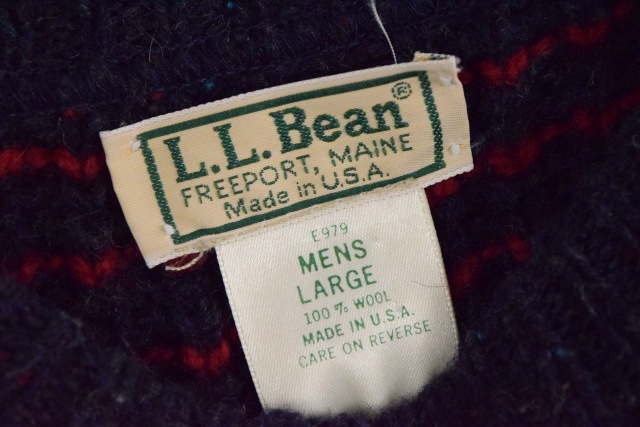 L.L.Bean®
FREEPORT, MAINE
Made in U.S.A.
E979
MENS
LARGE
100% WOOL
MADE IN U.S.A.
CARE ON REVERSE